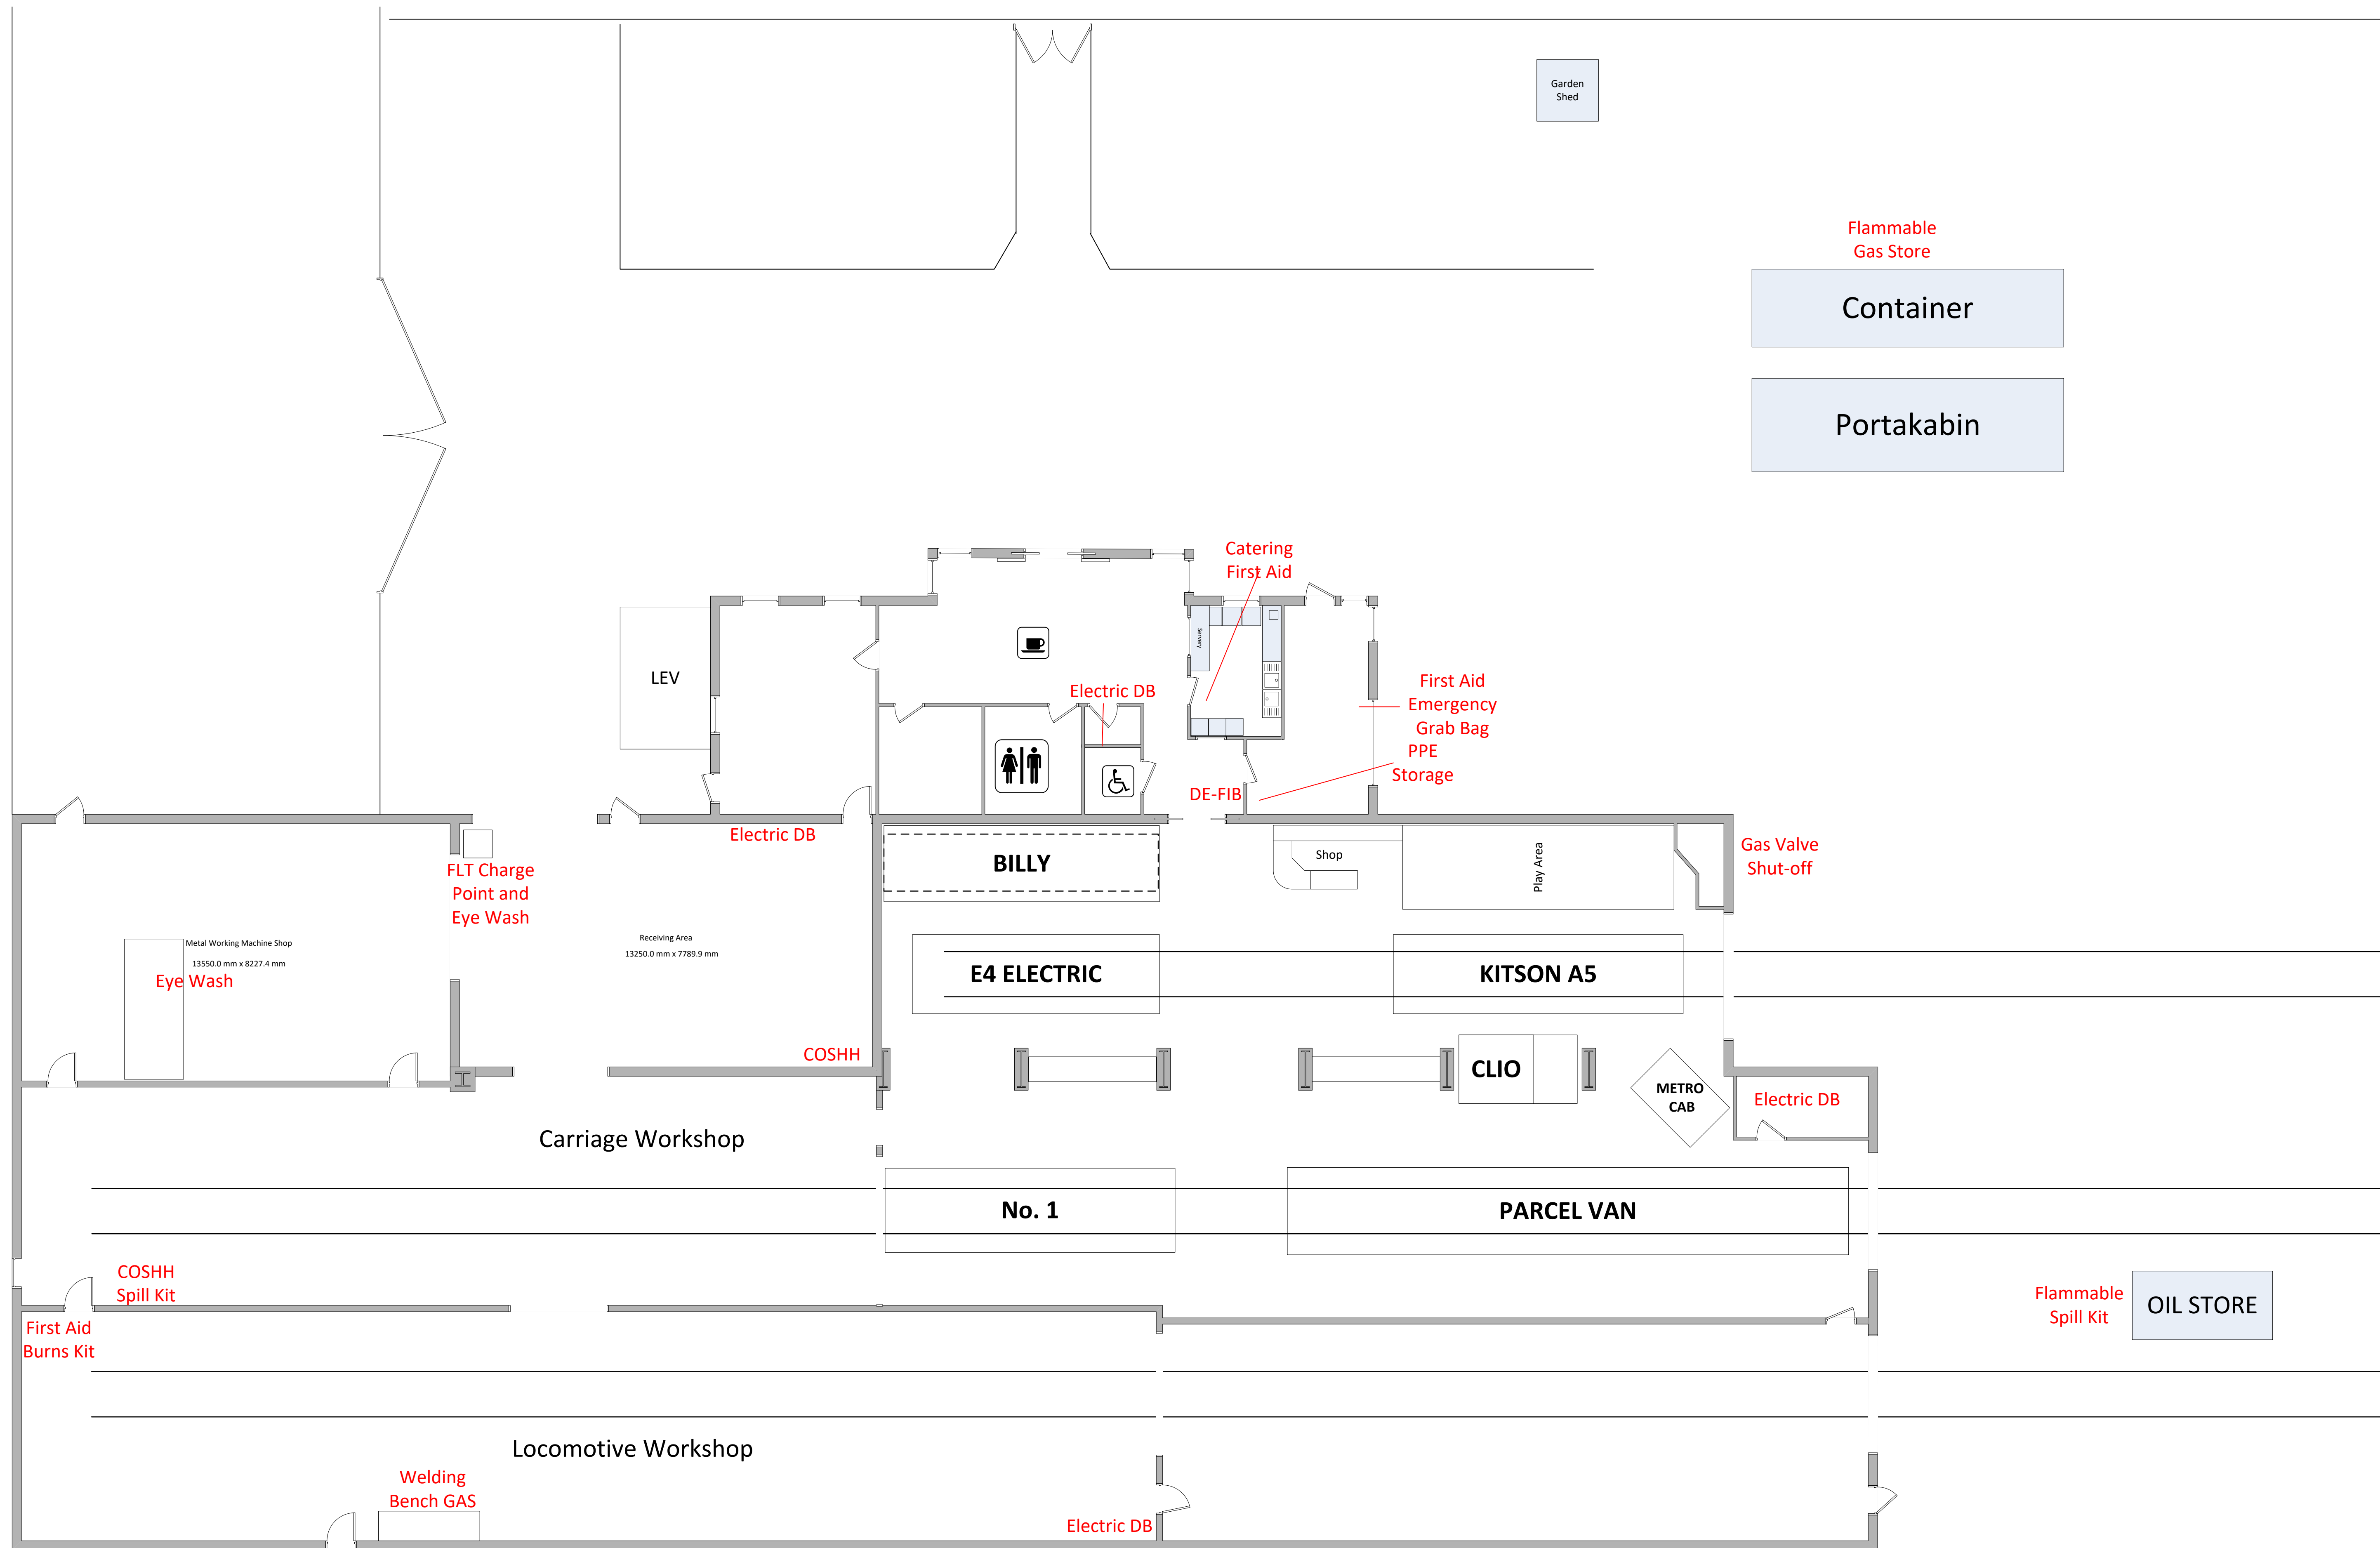 Garden
Shed
Flammable
Gas Store
Container
Portakabin
Catering
First Aid
Servery
LEV
Electric DB
First Aid
Emergency
Grab Bag
PPE
Storage
DE-FIB
Electric DB
BILLY
Shop
Play Area
Gas Valve
Shut-off
FLT Charge
Point and
Eye Wash
Metal Working Machine Shop
13550.0 mm x 8227.4 mm
Eye Wash
Receiving Area
13250.0 mm x 7789.9 mm
E4 ELECTRIC
KITSON A5
COSHH
CLIO
METRO
CAB
Electric DB
Carriage Workshop
No. 1
PARCEL VAN
COSHH
Spill Kit
Flammable
Spill Kit
OIL STORE
First Aid
Burns Kit
Locomotive Workshop
Welding
Bench GAS
Electric DB